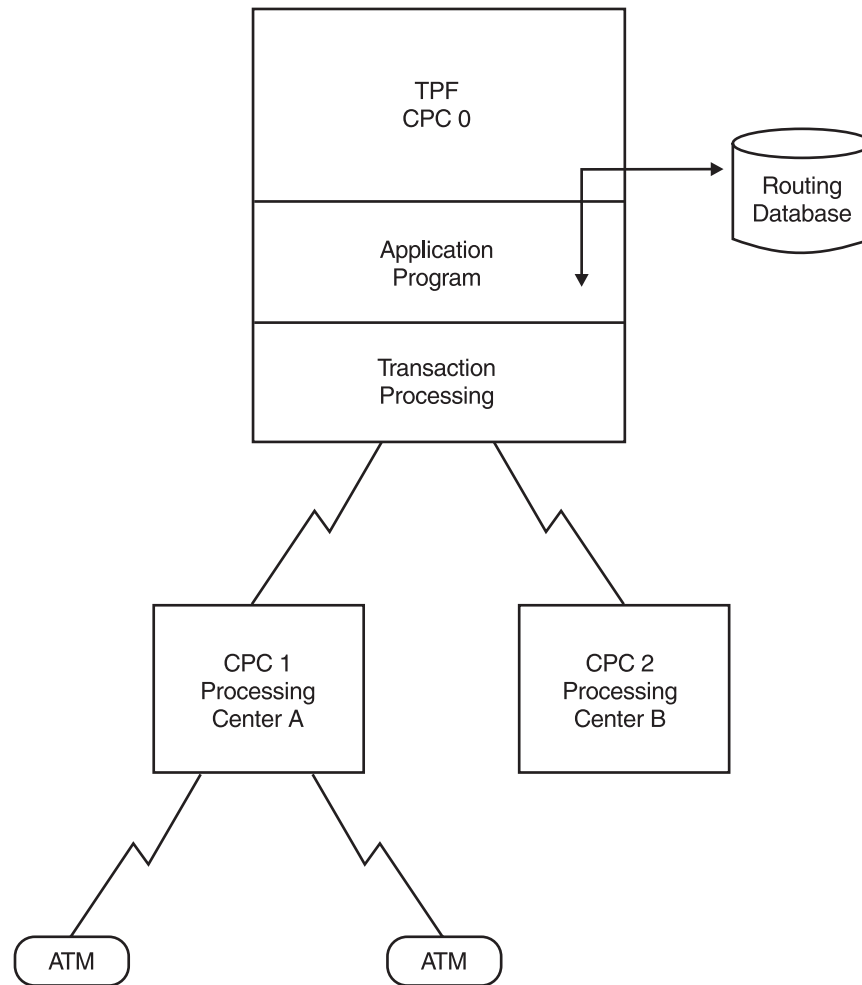 TPF
CPC 0
Routing
Database
Application
Program
Transaction
Processing
CPC 1
Processing
Center A
CPC 2
Processing
Center B
ATM
ATM